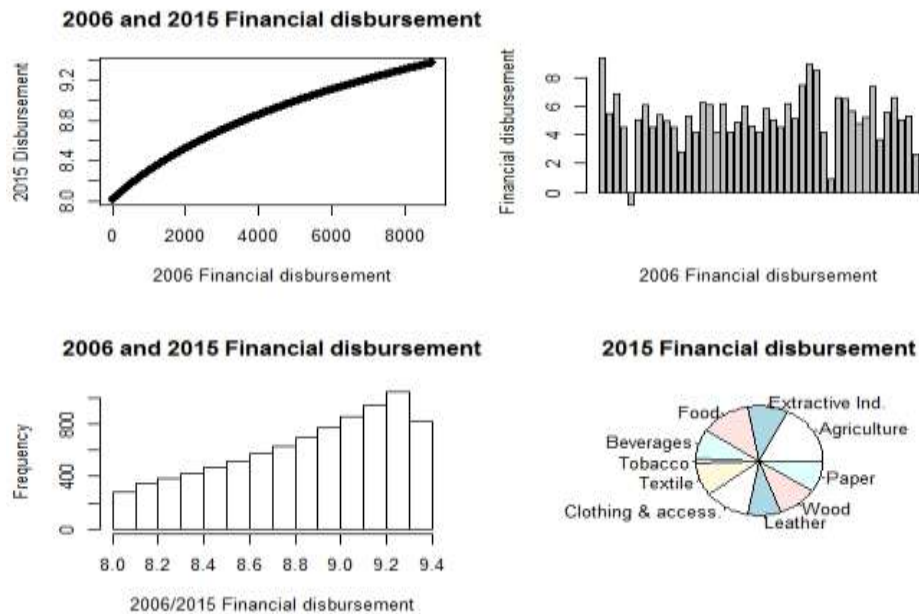 2006 and 2015 Financial disbursement
2015 Disbursement
8.0 8.4 8.8 9.2
0 2000 4000 6000 8000
2006 Financial disbursement
Financial disbursement
0 2 4 6 8
2006 Financial disbursement
2006 and 2015 Financial disbursement
Frequency
0 400 800
8.0 8.2 8.4 8.6 8.8 9.0 9.2 9.4
2006/2015 Financial disbursement
2015 Financial disbursement
Extractive Ind.
Food
Agriculture
Beverages
Tobacco
Textile
Paper
Clothing & access.
Wood
Leather